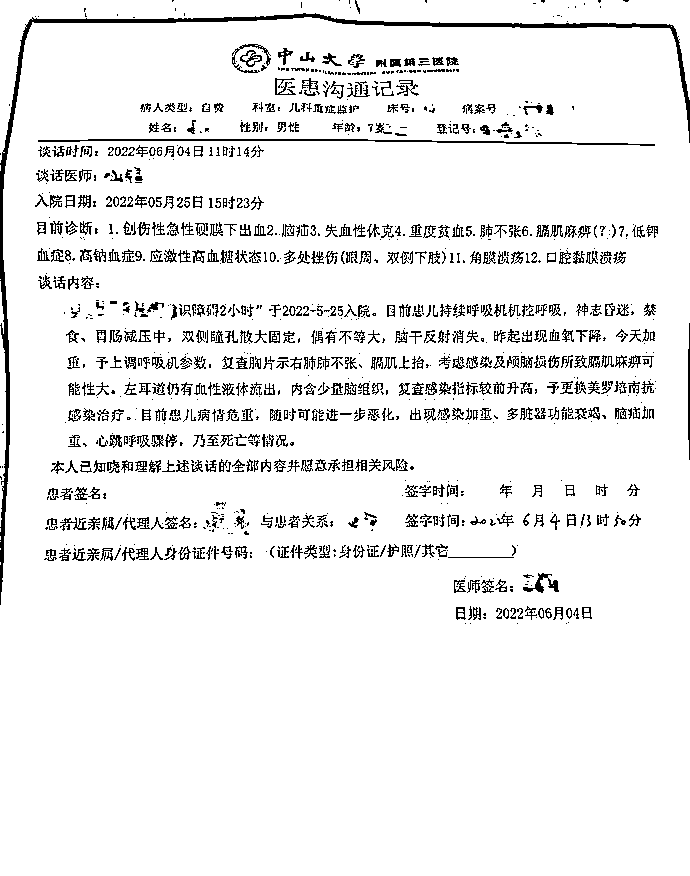 中山大学 附属第三医院
医患沟通记录
病人类型：自费 科室：儿科重症监护 床号： 病案号
姓名： 性别：男性 年龄：7岁 登记号：
谈话时间：2022年06月04日11时14分
谈话医师：
入院日期：2022年05月25日15时23分
目前诊断：1.创伤性急性硬膜下出血2.脑疝3.失血性休克4.重度贫血5.肺不张6.膈肌麻痹(?)7.低钾
血症8.高钠血症9.应激性高血糖状态10.多处挫伤(眼周、双侧下肢)11.角膜溃疡12.口腔黏膜溃疡
谈话内容：
识障碍2小时”于2022-5-25入院。目前患儿持续呼吸机机控呼吸，神志昏迷，禁
食、胃肠减压中，双侧瞳孔散大固定，偶有不等大，脑干反射消失。昨起出现血氧下降，今天加
重，予上调呼吸机参数，复查胸片示右肺肺不张、膈肌上抬，考虑感染及颅脑损伤所致膈肌麻痹可
能性大。左耳道仍有血性液体流出，内含少量脑组织，复查感染指标较前升高，予更换美罗培南抗
感染治疗。目前患儿病情危重，随时可能进一步恶化，出现感染加重、多脏器功能衰竭、脑疝加
重、心跳呼吸骤停，乃至死亡等情况。
本人已知晓和理解上述谈话的全部内容并愿意承担相关风险。
患者签名： 签字时间： 年 月 日 时 分
患者近亲属/代理人签名： 与患者关系： 签字时间：2022年6月4日13时50分
患者近亲属/代理人身份证件号码：（证件类型:身份证/护照/其它________）
医师签名：
日期：2022年06月04日